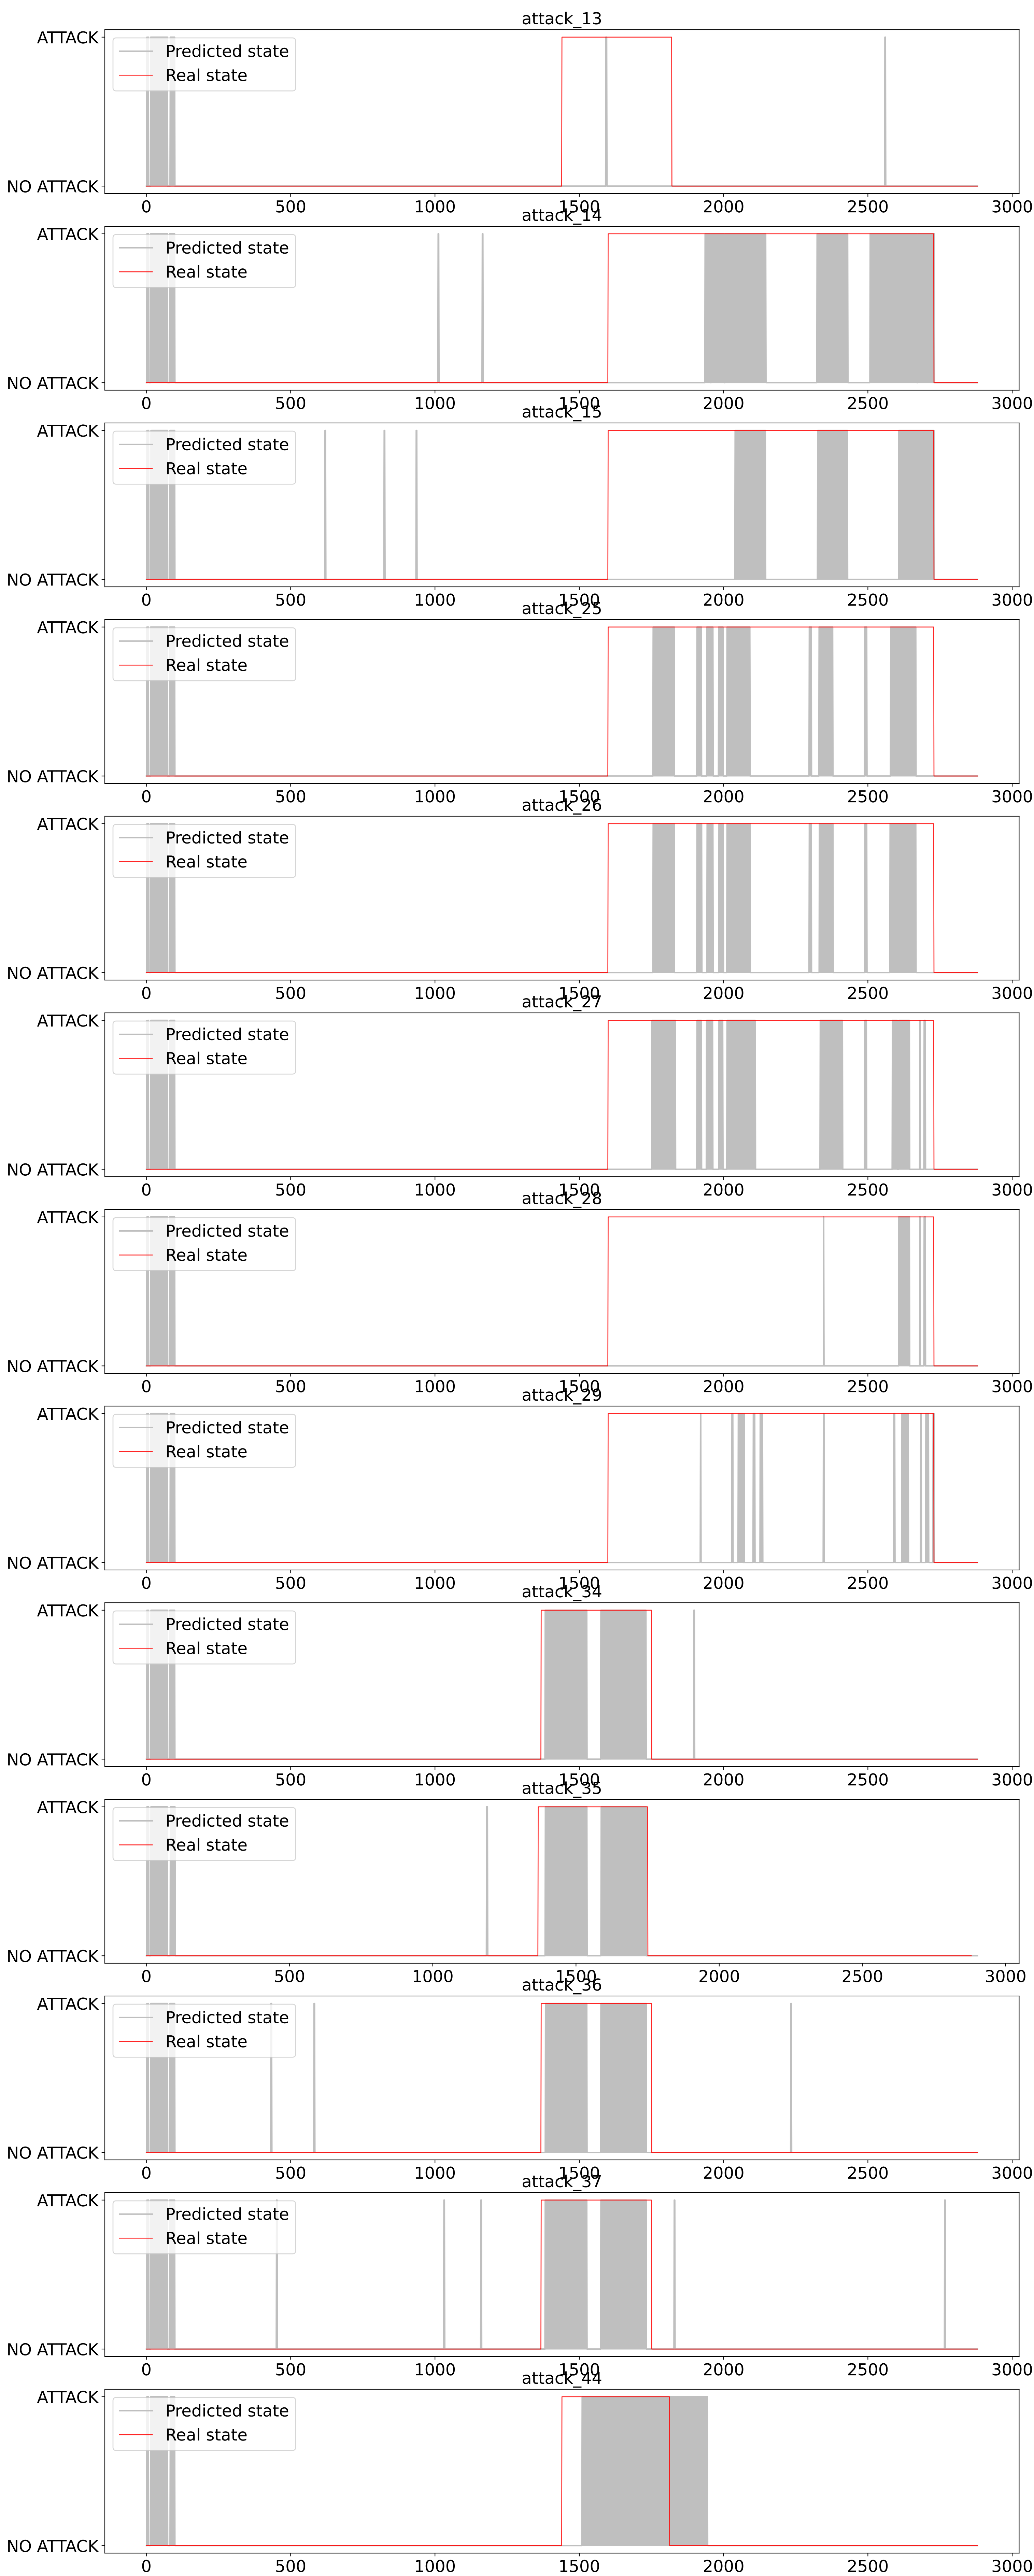 attack_13
ATTACK
Predicted state
Real state
NO ATTACK
0 500 1000 1500 2000 2500 3000
attack_14
ATTACK
Predicted state
Real state
NO ATTACK
0 500 1000 1500 2000 2500 3000
attack_15
ATTACK
Predicted state
Real state
NO ATTACK
0 500 1000 1500 2000 2500 3000
attack_25
ATTACK
Predicted state
Real state
NO ATTACK
0 500 1000 1500 2000 2500 3000
attack_26
ATTACK
Predicted state
Real state
NO ATTACK
0 500 1000 1500 2000 2500 3000
attack_27
ATTACK
Predicted state
Real state
NO ATTACK
0 500 1000 1500 2000 2500 3000
attack_28
ATTACK
Predicted state
Real state
NO ATTACK
0 500 1000 1500 2000 2500 3000
attack_29
ATTACK
Predicted state
Real state
NO ATTACK
0 500 1000 1500 2000 2500 3000
attack_34
ATTACK
Predicted state
Real state
NO ATTACK
0 500 1000 1500 2000 2500 3000
attack_35
ATTACK
Predicted state
Real state
NO ATTACK
0 500 1000 1500 2000 2500 3000
attack_36
ATTACK
Predicted state
Real state
NO ATTACK
0 500 1000 1500 2000 2500 3000
attack_37
ATTACK
Predicted state
Real state
NO ATTACK
0 500 1000 1500 2000 2500 3000
attack_44
ATTACK
Predicted state
Real state
NO ATTACK
0 500 1000 1500 2000 2500 3000